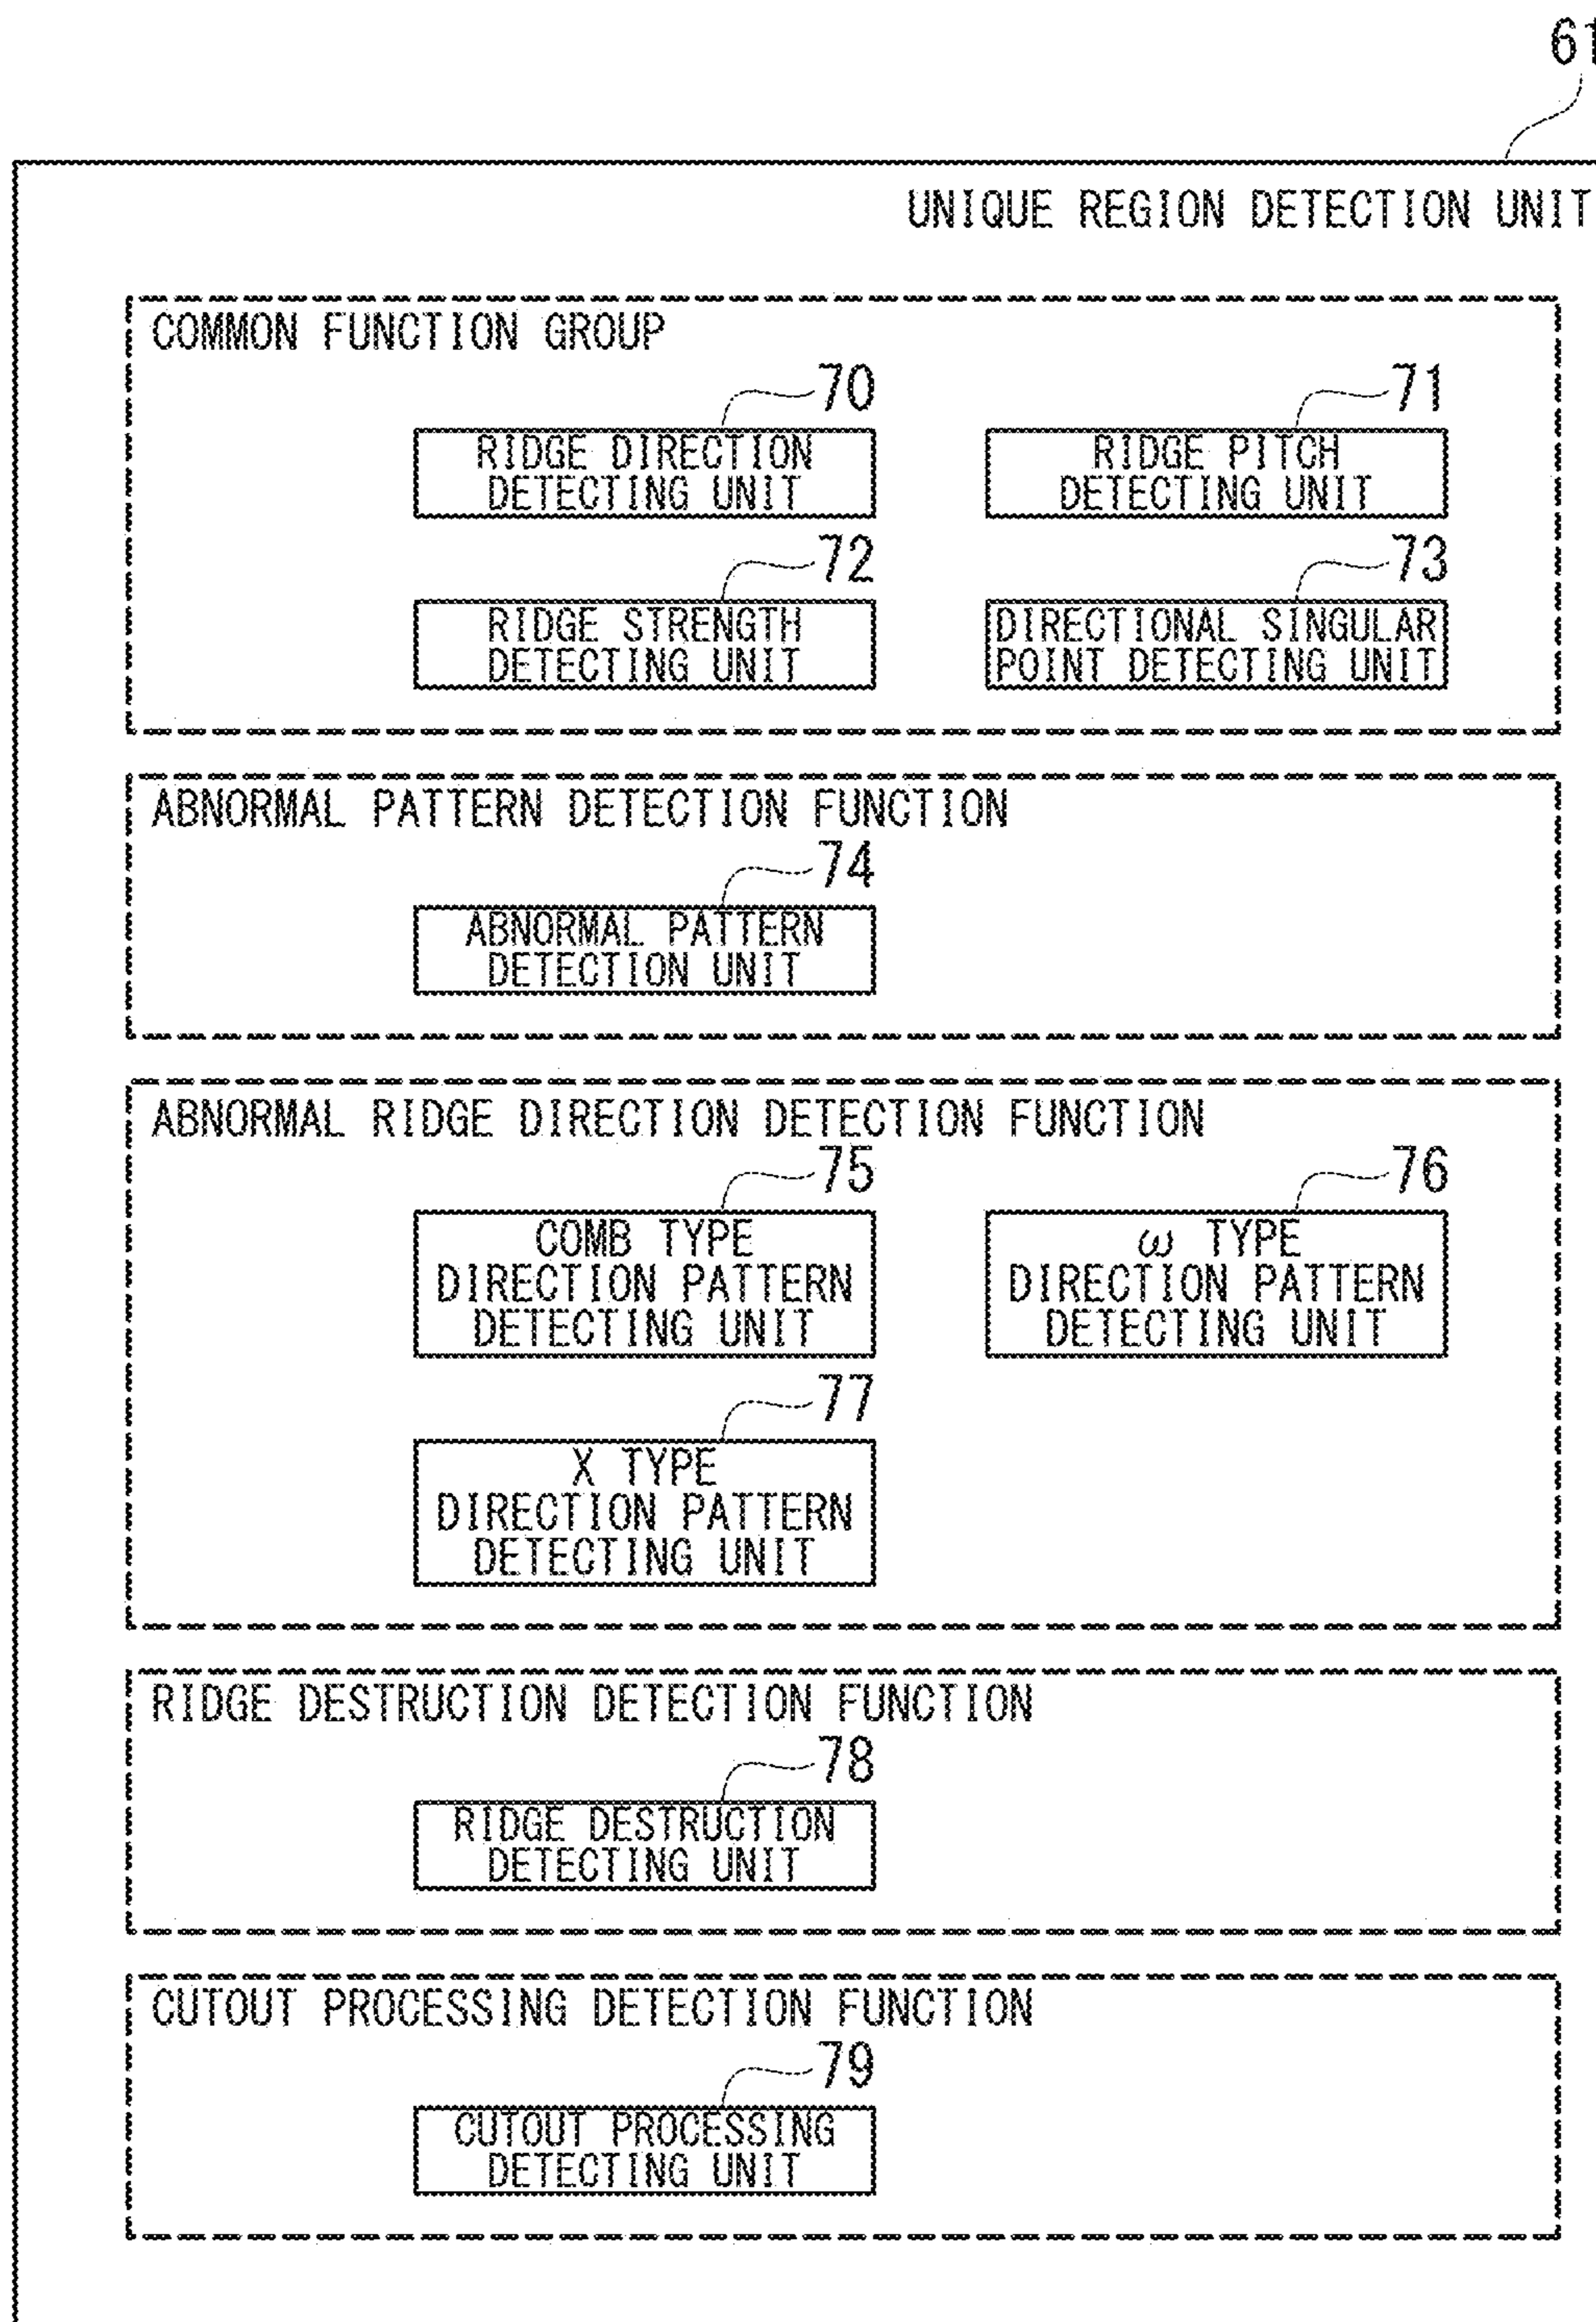 61
UNIQUE REGION DETECTION UNIT
COMMON FUNCTION GROUP
70
71
RIDGE DIRECTION
DETECTING UNIT
RIDGE PITCH
DETECTING UNIT
72
73
RIDGE STRENGTH
DETECTING UNIT
DIRECTIONAL SINGULAR
POINT DETECTING UNIT
ABNORMAL PATTERN DETECTION FUNCTION
74
ABNORMAL PATTERN
DETECTION UNIT
ABNORMAL RIDGE DIRECTION DETECTION FUNCTION
75
76
COMB TYPE
DIRECTION PATTERN
DETECTING UNIT
ω TYPE
DIRECTION PATTERN
DETECTING UNIT
77
X TYPE
DIRECTION PATTERN
DETECTING UNIT
RIDGE DESTRUCTION DETECTION FUNCTION
78
RIDGE DESTRUCTION
DETECTING UNIT
CUTOUT PROCESSING DETECTION FUNCTION
79
CUTOUT PROCESSING
DETECTING UNIT